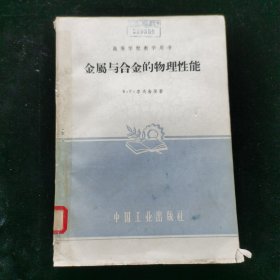 高等学校教学用书
金屬与合金的物理性能
中国工业出版社